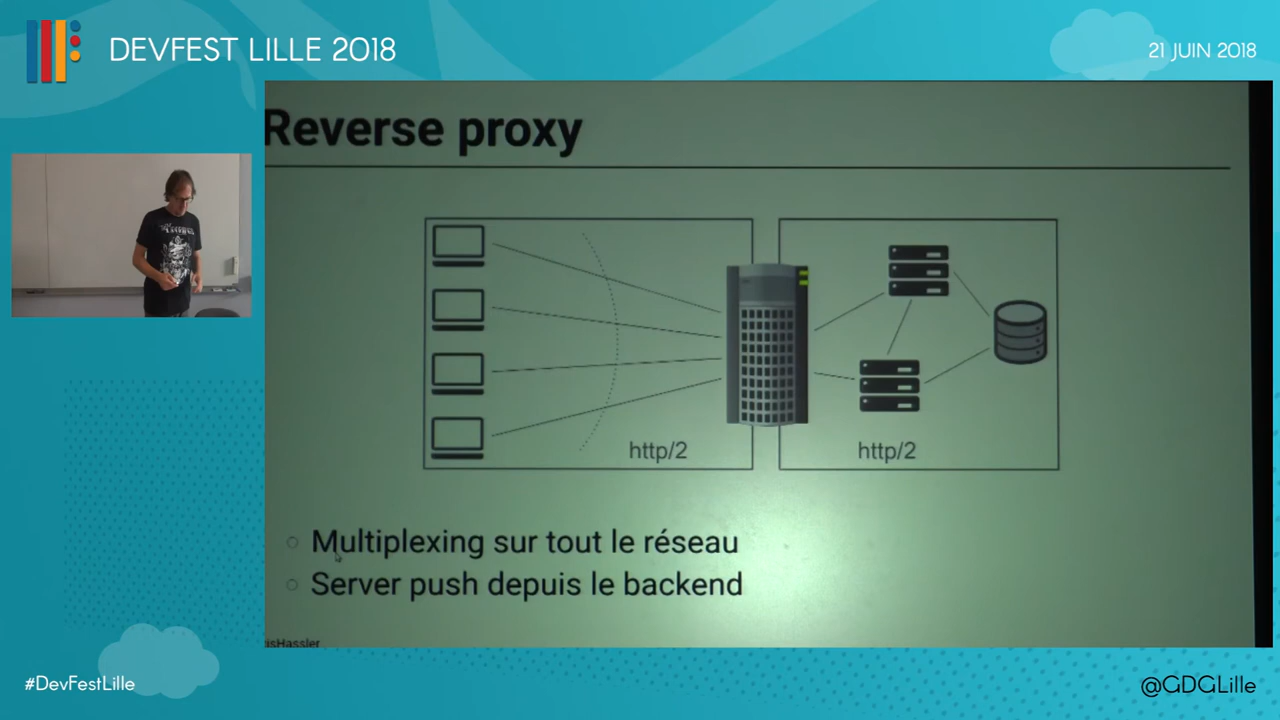 DEVFEST LILLE 2018
21 JUIN 2018
Reverse proxy
http/2
http/2
Multiplexing sur tout le réseau
Server push depuis le backend
isHassler
#DevFestLille
@GDGLille